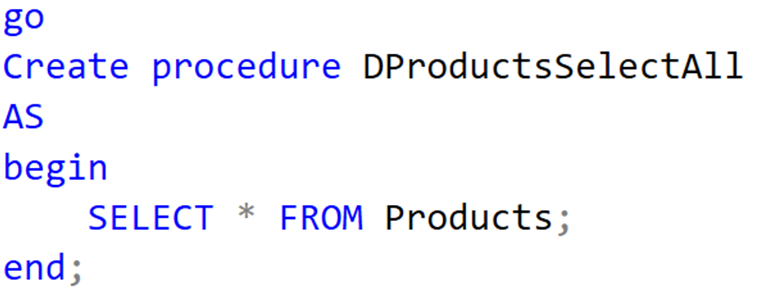 go
Create procedure DProductsSelectAll
AS
begin
    SELECT * FROM Products;
end;